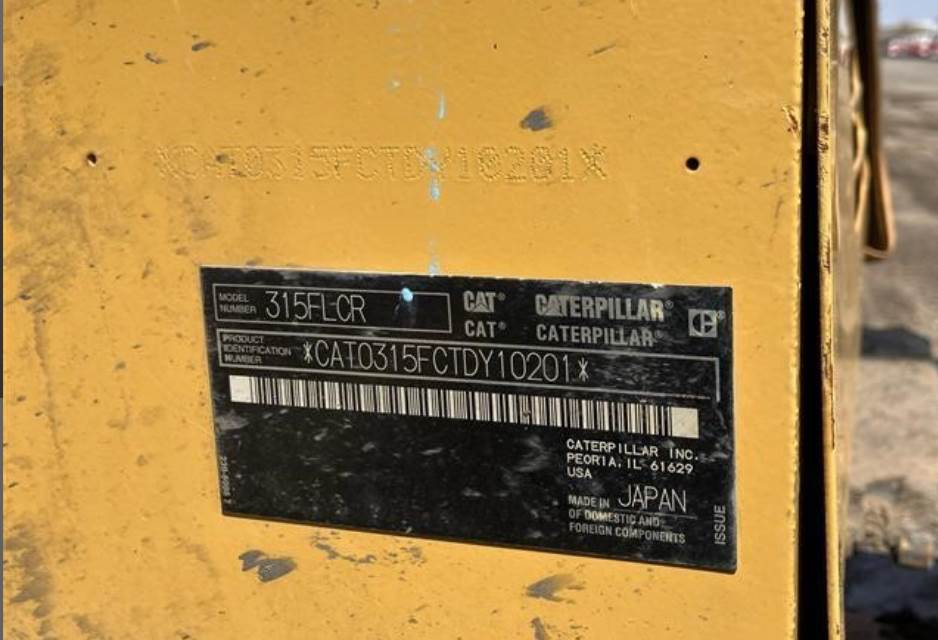 *CAT0315FCTDY10201*
MODEL NUMBER 315FL-CR
CAT® CATERPILLAR®
CAT® CATERPILLAR®
PRODUCT IDENTIFICATION NUMBER *CAT0315FCTDY10201*
CATERPILLAR INC.
PEORIA, IL 61629
USA
MADE IN JAPAN
OF DOMESTIC AND
FOREIGN COMPONENTS
ISSUE